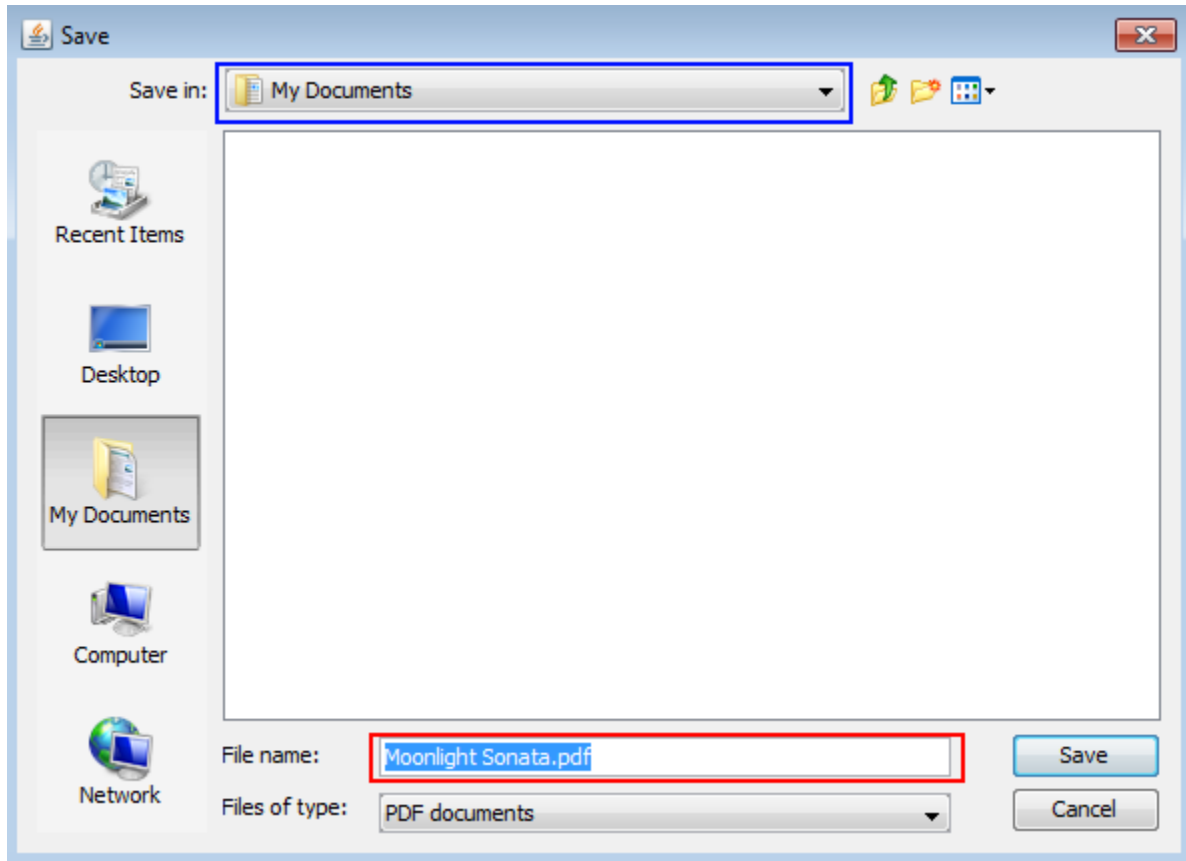 Save
Save in:
My Documents
Recent Items
Desktop
My Documents
Computer
Network
File name:
Moonlight Sonata.pdf
Save
Files of type:
PDF documents
Cancel